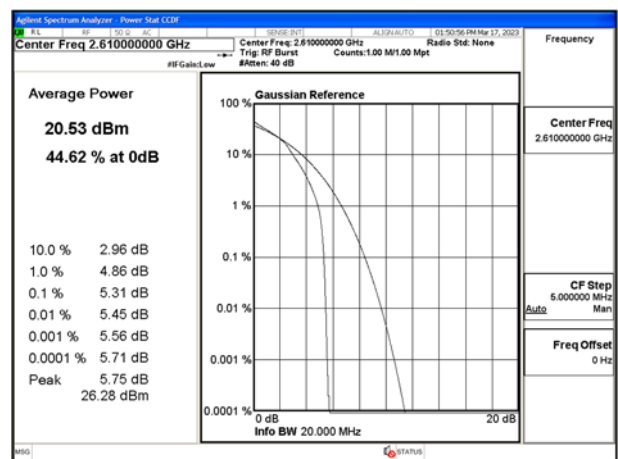 Agilent Spectrum Analyzer - Power Stat CCDF
RL RF 50 Ω AC SENSE:INT ALIGN AUTO 01:50:56 PM Mar 17, 2023
Center Freq 2.610000000 GHz
Center Freq: 2.610000000 GHz Radio Std: None
Trig: RF Burst Counts:1.00 M/1.00 Mpt
#IFGain:Low #Atten: 40 dB
Frequency
Average Power
20.53 dBm
44.62 % at 0dB
10.0 % 2.96 dB
1.0 % 4.86 dB
0.1 % 5.31 dB
0.01 % 5.45 dB
0.001 % 5.56 dB
0.0001 % 5.71 dB
Peak 5.75 dB
26.28 dBm
Gaussian Reference
100 %
10 %
1 %
0.1 %
0.01 %
0.001 %
0.0001 %
0 dB 20 dB
Info BW 20.000 MHz
Center Freq
2.610000000 GHz
CF Step
5.000000 MHz
Auto Man
Freq Offset
0 Hz
MSG STATUS